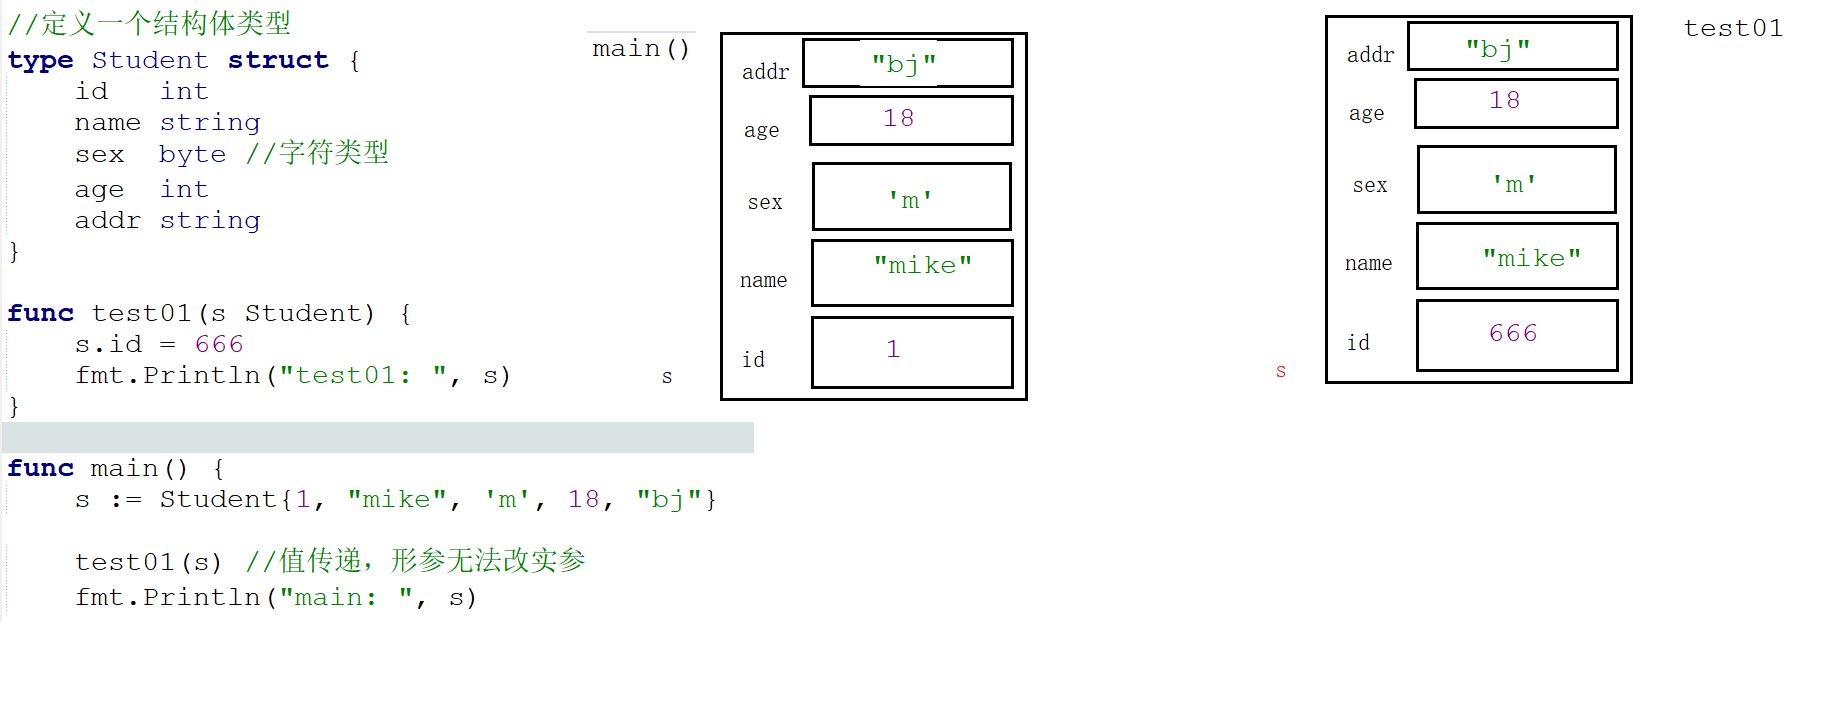 //定义一个结构体类型
type Student struct {
    id   int
    name string
    sex  byte //字符类型
    age  int
    addr string
}
func test01(s Student) {
    s.id = 666
    fmt.Println("test01: ", s)
}
func main() {
    s := Student{1, "mike", 'm', 18, "bj"}
    test01(s) //值传递，形参无法改实参
    fmt.Println("main: ", s)
main()
addr "bj"
age 18
sex 'm'
name "mike"
id 1
s
test01
addr "bj"
age 18
sex 'm'
name "mike"
id 666
s